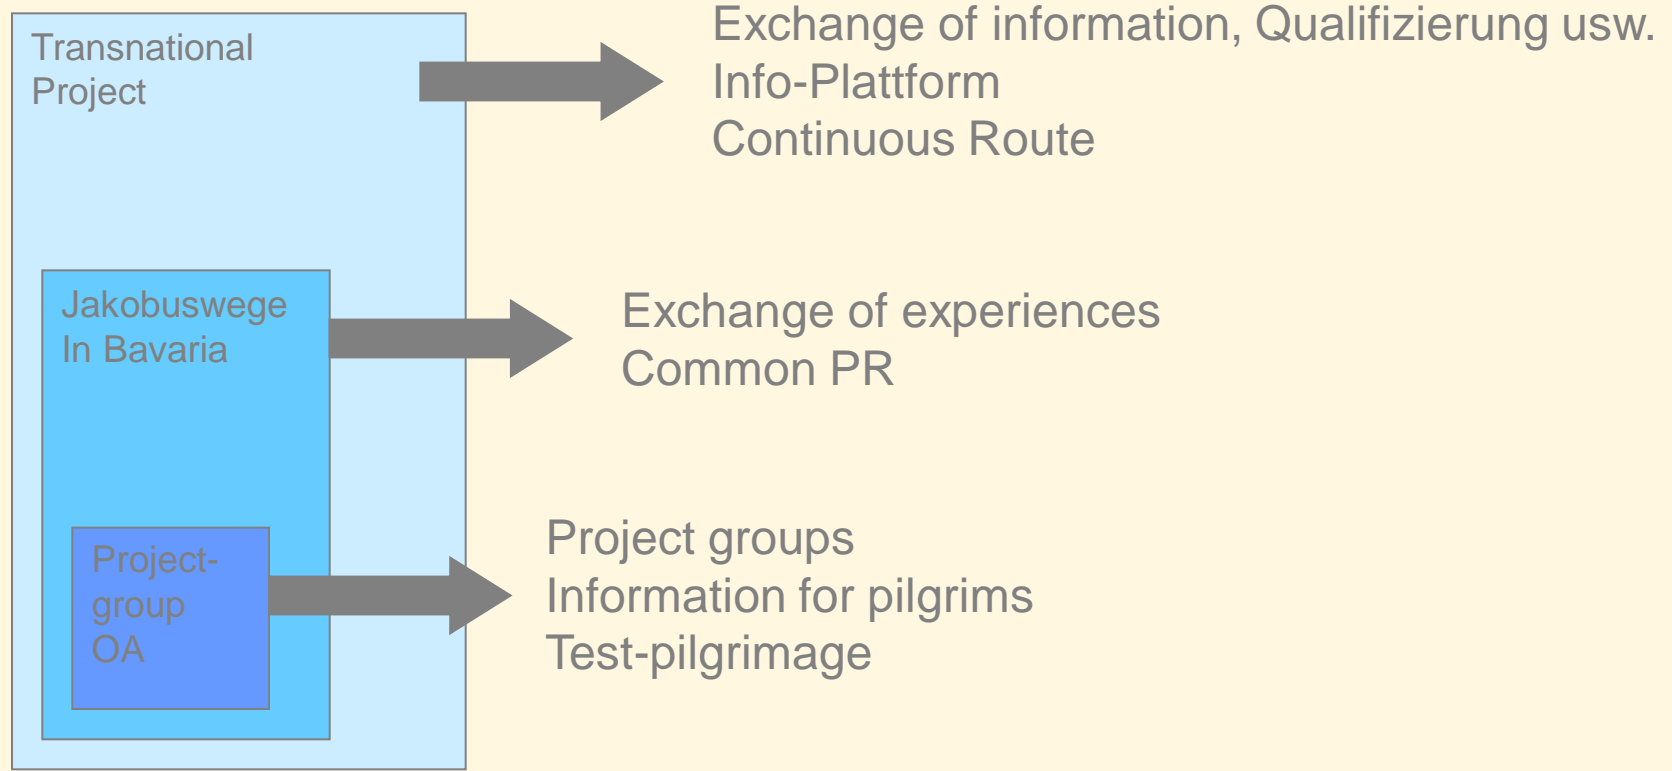 Transnational
Project
Exchange of information, Qualifizierung usw.
Info-Plattform
Continuous Route
Jakobuswege
In Bavaria
Exchange of experiences
Common PR
Project-
group
OA
Project groups
Information for pilgrims
Test-pilgrimage